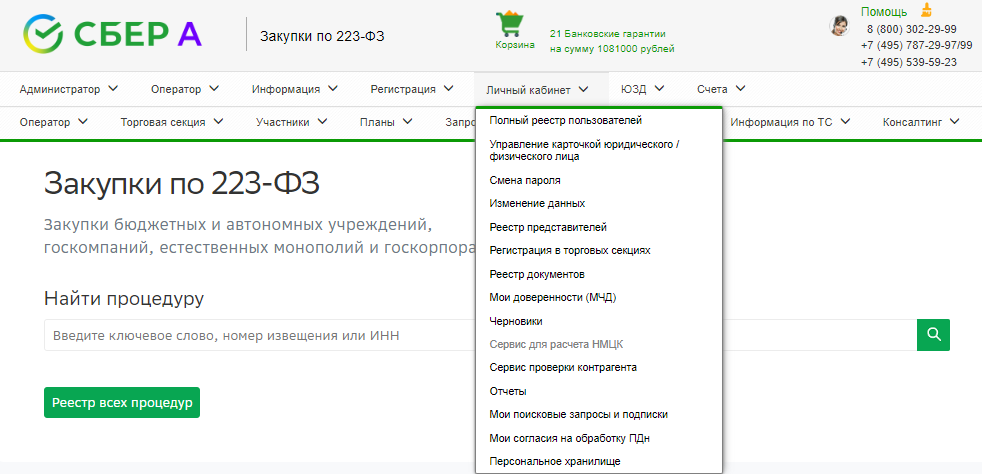 СБЕР А
Закупки по 223-ФЗ
Корзина
21 Банковские гарантии
на сумму 1081000 рублей
Помощь
8 (800) 302-29-99
+7 (495) 787-29-97/99
+7 (495) 539-59-23
Администратор
Оператор
Информация
Регистрация
Личный кабинет
ЮЗД
Счета
Оператор
Торговая секция
Участники
Планы
Запро
Информация по ТС
Консалтинг
Полный реестр пользователей
Управление карточкой юридического /
физического лица
Смена пароля
Изменение данных
Реестр представителей
Регистрация в торговых секциях
Реестр документов
Мои доверенности (МЧД)
Черновики
Сервис для расчета НМЦК
Сервис проверки контрагента
Отчеты
Мои поисковые запросы и подписки
Мои согласия на обработку ПДн
Персональное хранилище
Закупки по 223-ФЗ
Закупки бюджетных и автономных учреждений,
госкомпаний, естественных монополий и госкорпора
Найти процедуру
Введите ключевое слово, номер извещения или ИНН
Реестр всех процедур